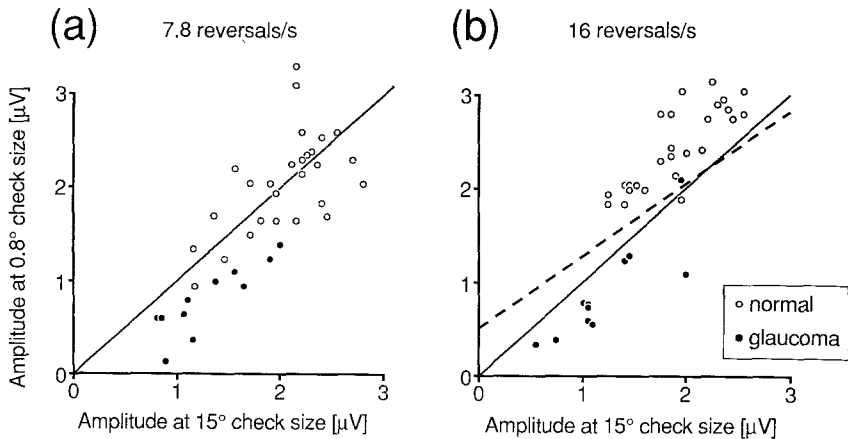 (a) 7.8 reversals/s
(b) 16 reversals/s
Amplitude at 0.8° check size [µV]
3
2
1
0
0 1 2 3
Amplitude at 15° check size [µV]
3
2
1
0
0 1 2 3
Amplitude at 15° check size [µV]
normal
glaucoma